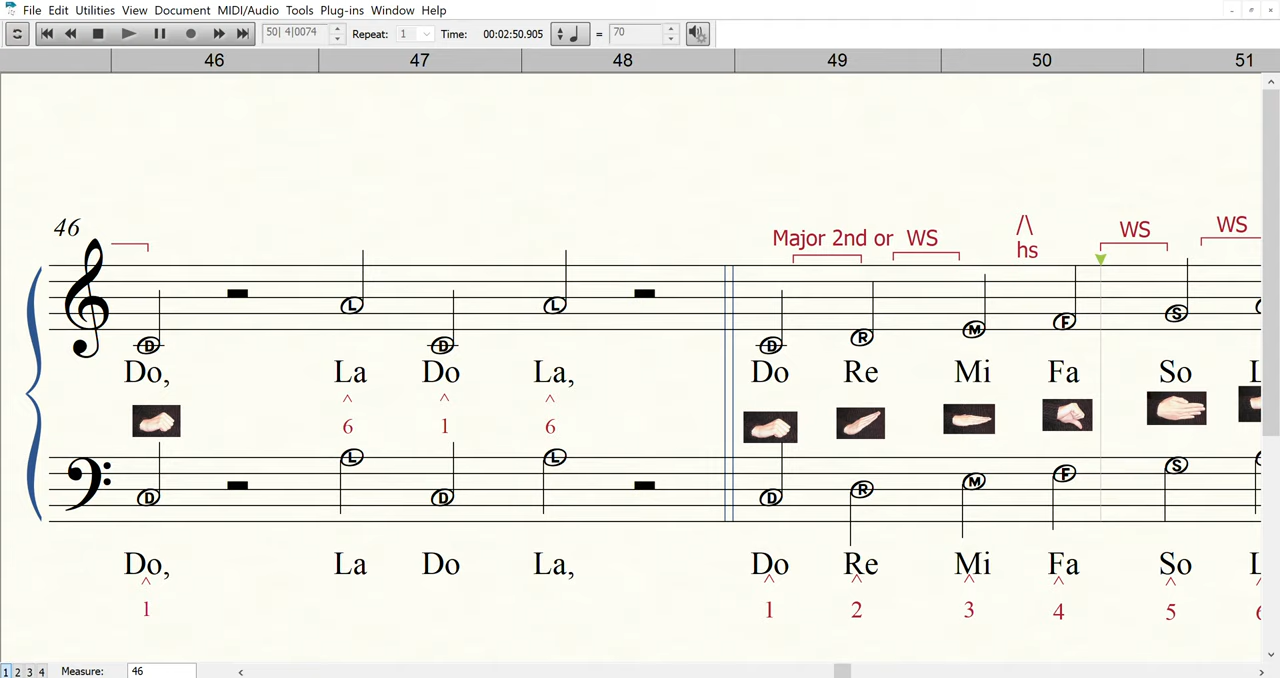 File Edit Utilities View Document MIDI/Audio Tools Plug-ins Window Help
50| 4|0074 Repeat: 1 Time: 00:02:50.905 = 70
46 47 48 49 50 51
46
Major 2nd or WS /\ WS WS
hs
D L D L D R M F S
Do, La Do La, Do Re Mi Fa So L
^ ^ ^
6 1 6
D L D L D R M F S
Do, La Do La, Do Re Mi Fa So L
^ ^ ^ ^ ^ ^ ^
1 1 2 3 4 5 6
1 2 3 4 Measure: 46 < >